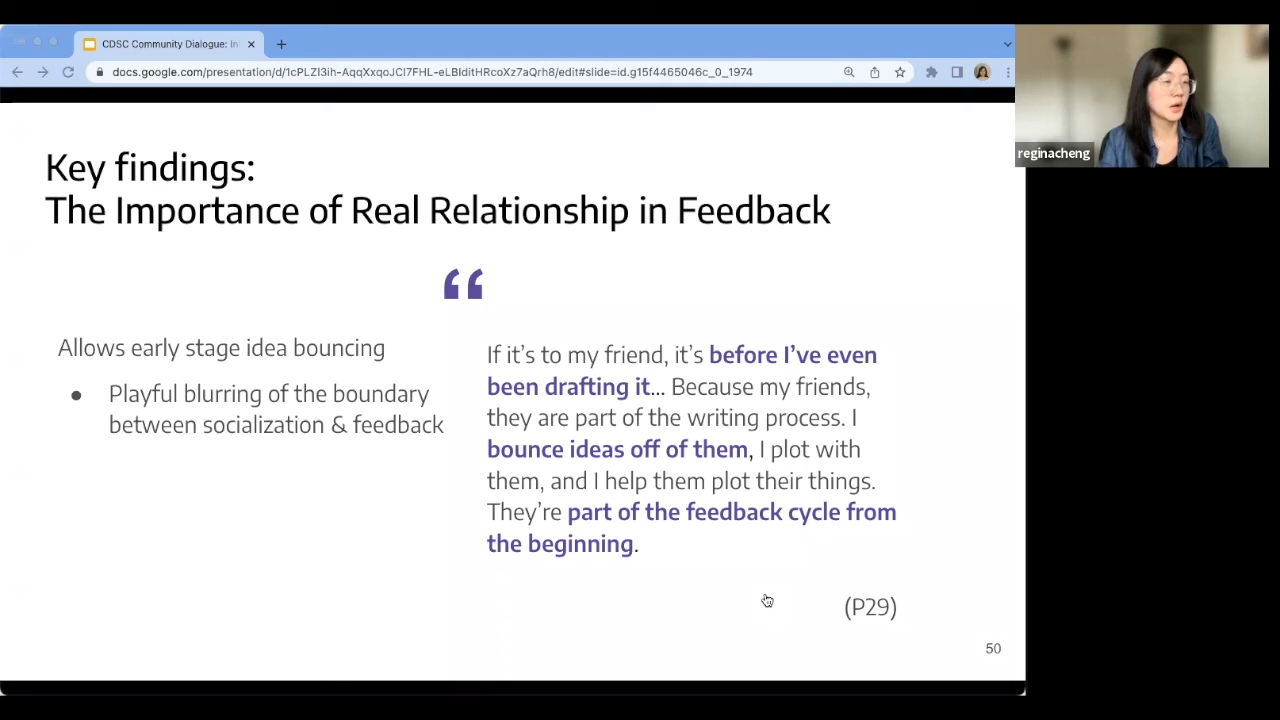 CDSC Community Dialogue: In
docs.google.com/presentation/d/1cPLZl3ih-AqqXxqoJCl7FHL-eLBIditHRcoXz7aQrh8/edit#slide=id.g15f4465046c_0_1974
reginacheng
Key findings:
The Importance of Real Relationship in Feedback
“
Allows early stage idea bouncing
● Playful blurring of the boundary
between socialization & feedback
If it’s to my friend, it’s before I’ve even
been drafting it... Because my friends,
they are part of the writing process. I
bounce ideas off of them, I plot with
them, and I help them plot their things.
They’re part of the feedback cycle from
the beginning.
(P29)
50